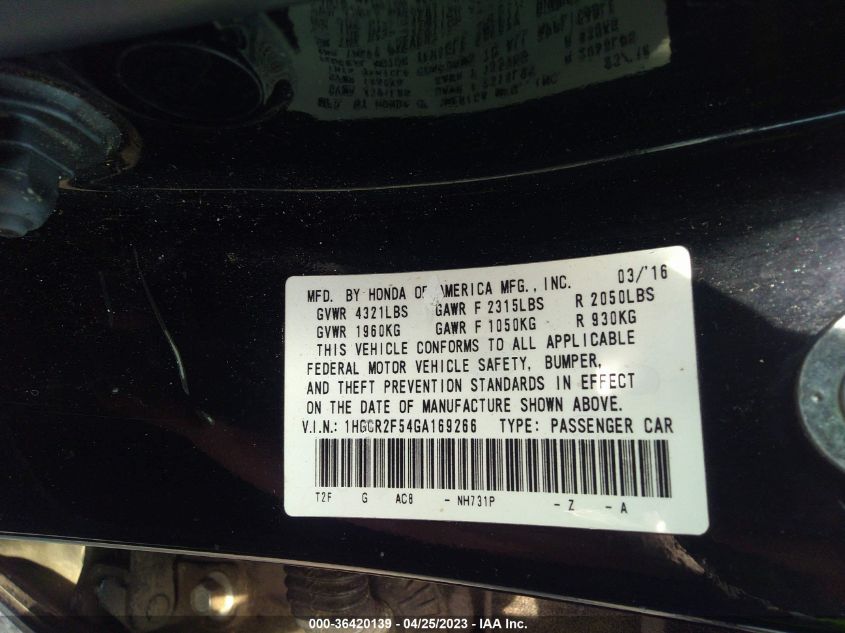 MFD. BY HONDA OF AMERICA MFG., INC. 03/'16
GVWR 4321LBS GAWR F 2315LBS R 2050LBS
GVWR 1960KG GAWR F 1050KG R 930KG
THIS VEHICLE CONFORMS TO ALL APPLICABLE
FEDERAL MOTOR VEHICLE SAFETY, BUMPER,
AND THEFT PREVENTION STANDARDS IN EFFECT
ON THE DATE OF MANUFACTURE SHOWN ABOVE.
V.I.N.: 1HGCR2F54GA169266 TYPE: PASSENGER CAR
T2F G AC8 - NH731P - Z - A
000-36420139 - 04/25/2023 - IAAI Inc.